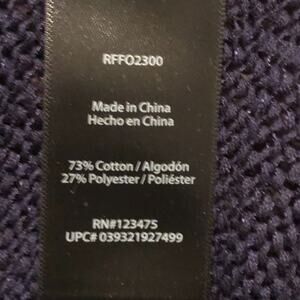 RFFO2300
Made in China
Hecho en China
73% Cotton / Algodón
27% Polyester / Poliéster
RN#123475
UPC# 039321927499